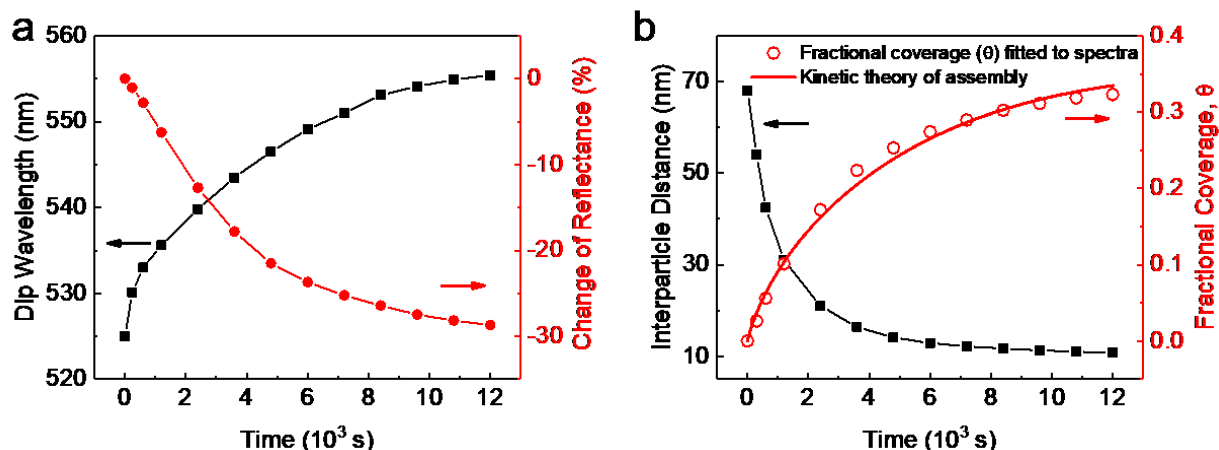 a
560
550
540
530
520
Dip Wavelength (nm)
0
-10
-20
-30
Change of Reflectance (%)
0 2 4 6 8 10 12
Time (10³ s)
b
70
50
30
10
Interparticle Distance (nm)
Fractional coverage (θ) fitted to spectra
Kinetic theory of assembly
0.4
0.3
0.2
0.1
0.0
Fractional Coverage, θ
0 2 4 6 8 10 12
Time (10³ s)